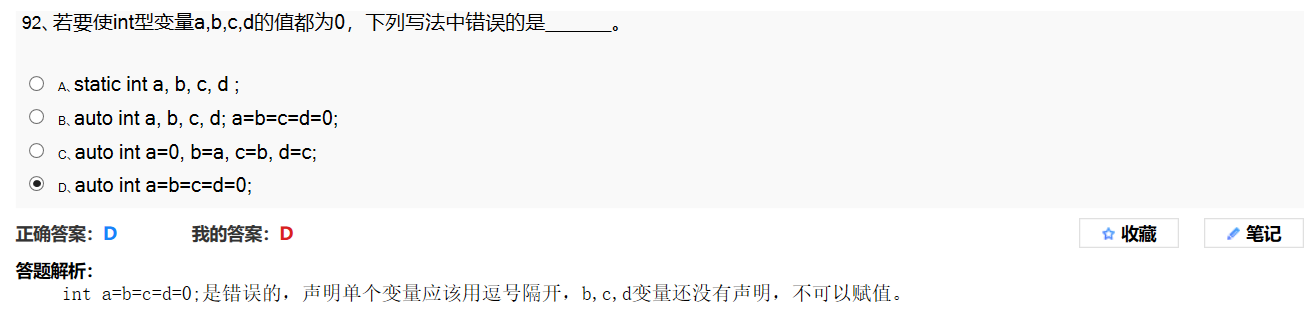 92、若要使int型变量a,b,c,d的值都为0，下列写法中错误的是______。
A、static int a, b, c, d ;
B、auto int a, b, c, d; a=b=c=d=0;
C、auto int a=0, b=a, c=b, d=c;
D、auto int a=b=c=d=0;
正确答案：D 我的答案：D 收藏 笔记
答题解析：
int a=b=c=d=0;是错误的，声明单个变量应该用逗号隔开，b,c,d变量还没有声明，不可以赋值。